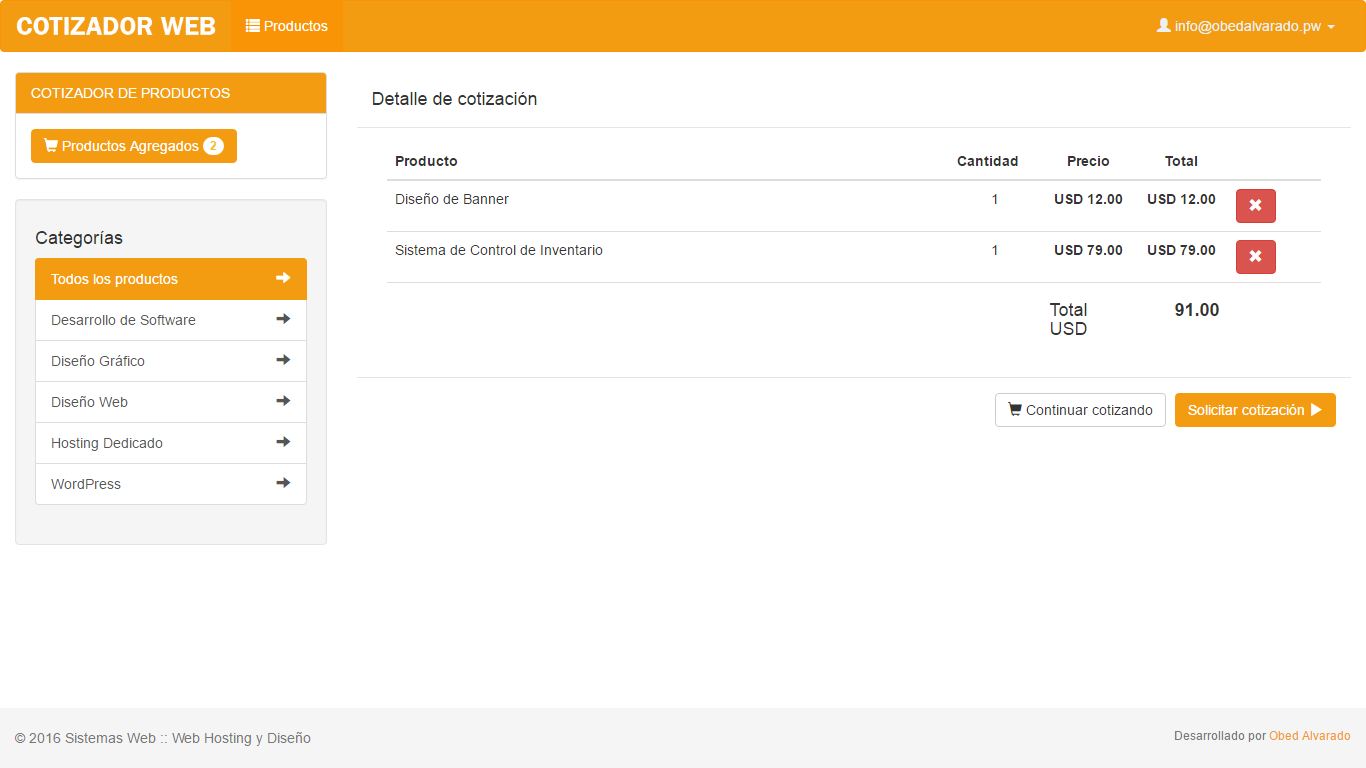 COTIZADOR WEB
Productos
info@obedalvarado.pw
COTIZADOR DE PRODUCTOS
Productos Agregados 2
Categorías
Todos los productos
Desarrollo de Software
Diseño Gráfico
Diseño Web
Hosting Dedicado
WordPress
Detalle de cotización
Producto Cantidad Precio Total
Diseño de Banner 1 USD 12.00 USD 12.00
Sistema de Control de Inventario 1 USD 79.00 USD 79.00
Total 91.00
USD
Continuar cotizando
Solicitar cotización
© 2016 Sistemas Web :: Web Hosting y Diseño
Desarrollado por Obed Alvarado